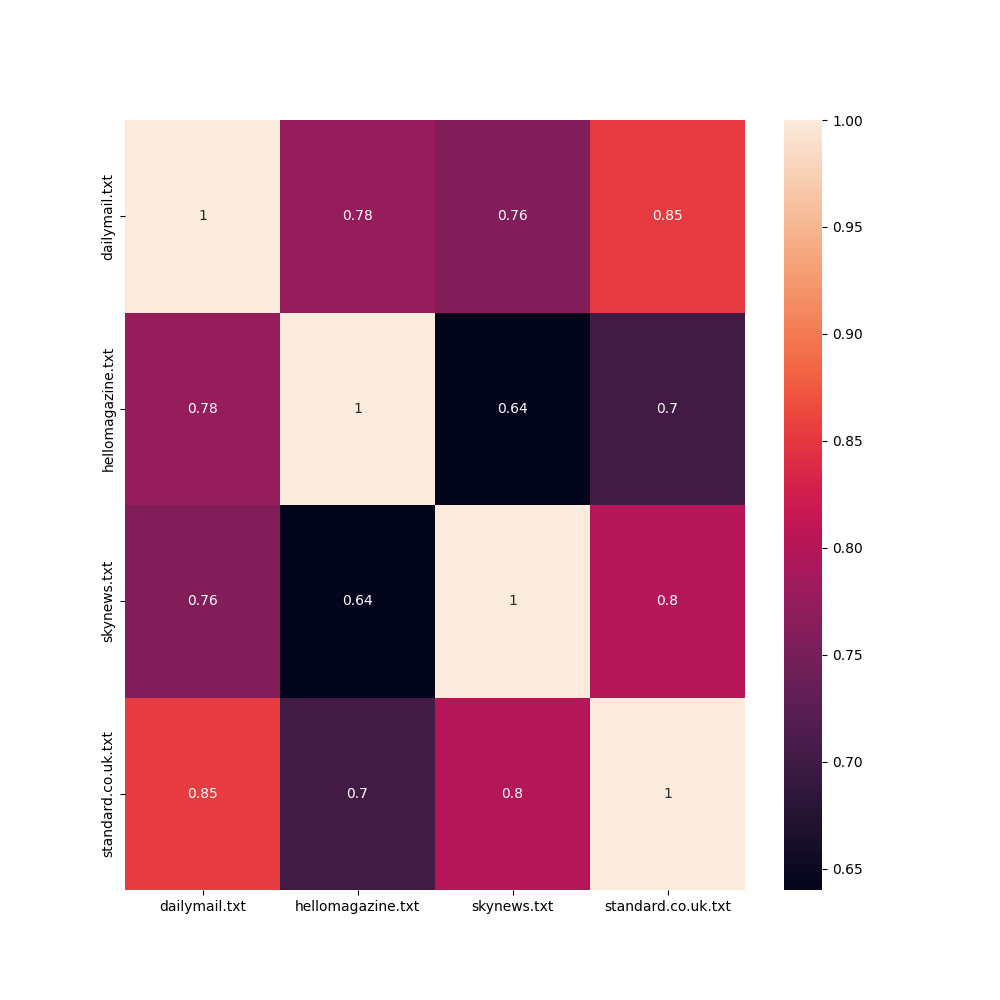 1.00
dailymail.txt
1 0.78 0.76 0.85
0.95
0.90
hellomagazine.txt
0.78 1 0.64 0.7
0.85
0.80
skynews.txt
0.76 0.64 1 0.8
0.75
0.70
standard.co.uk.txt
0.85 0.7 0.8 1
0.65
dailymail.txt hellomagazine.txt skynews.txt standard.co.uk.txt